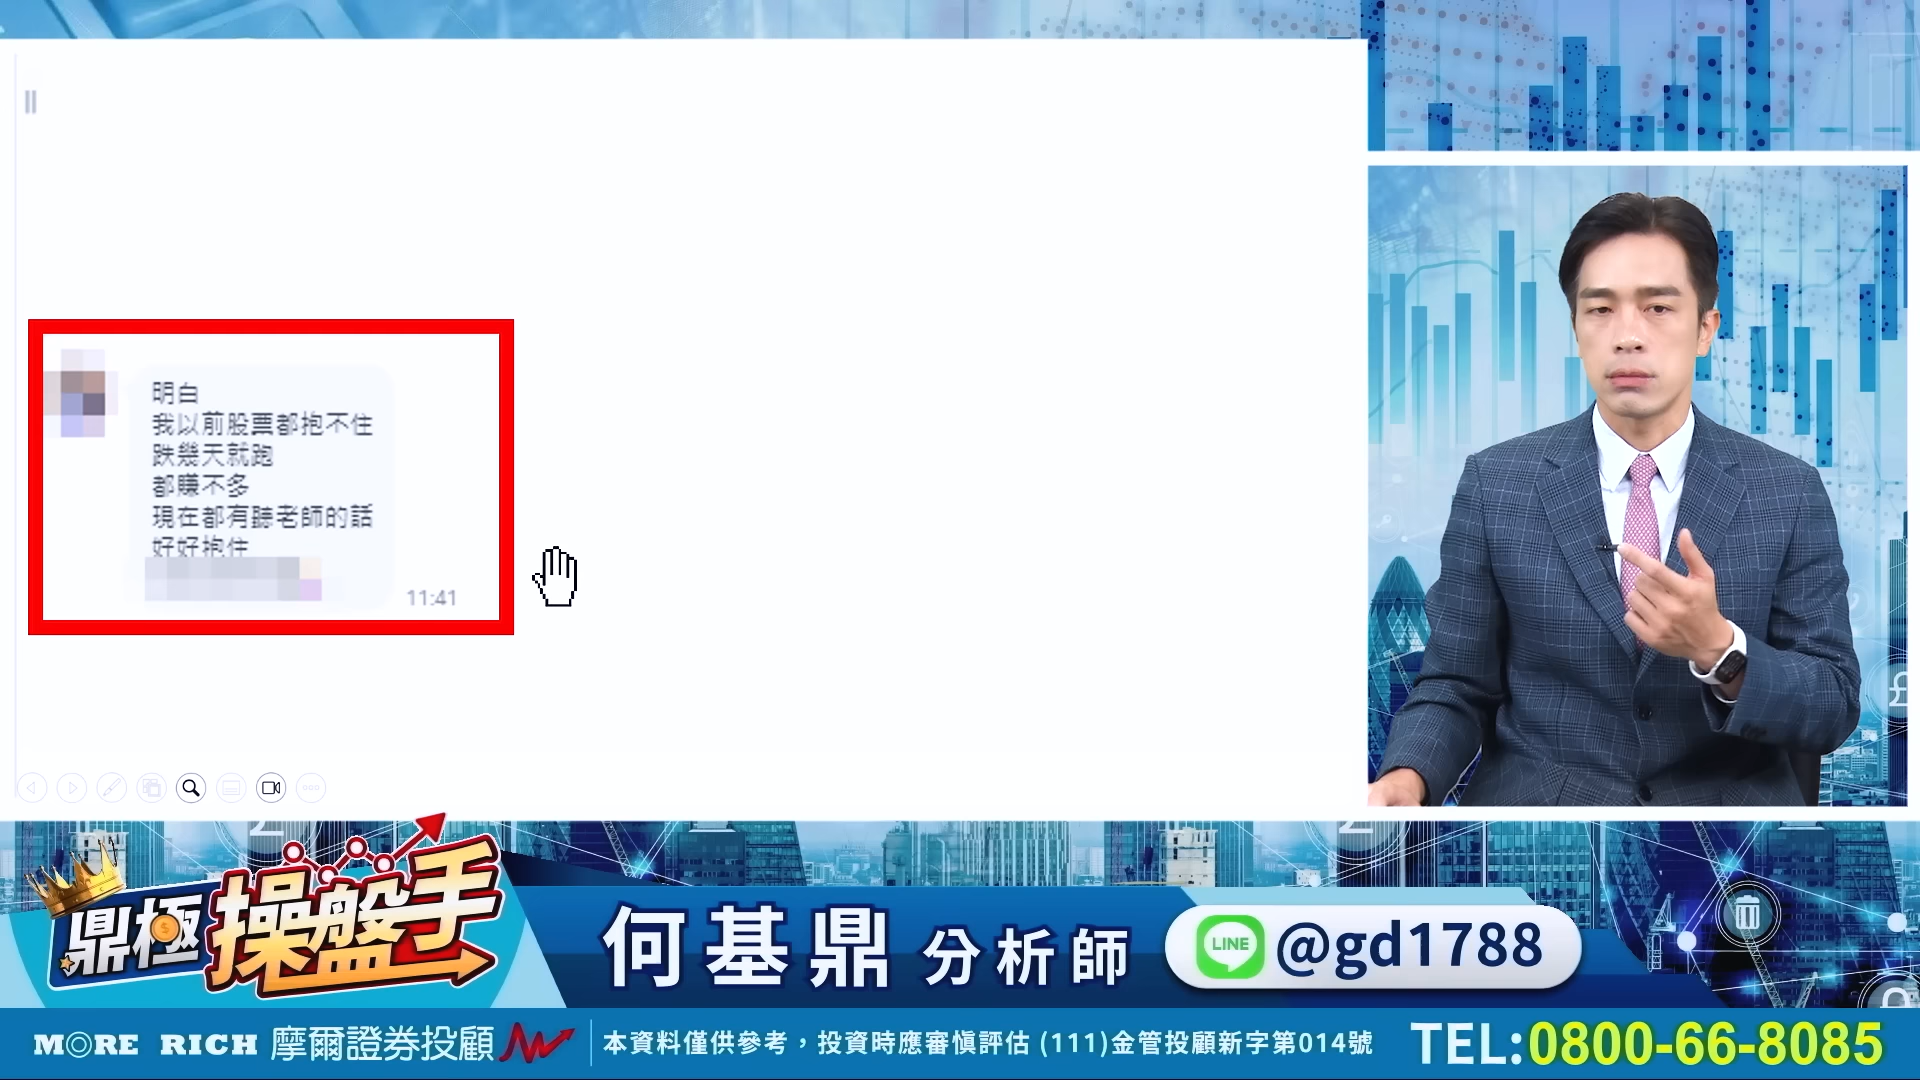 明白
我以前股票都抱不住
跌幾天就跑
都賺不多
現在都有聽老師的話
好好抱住
11:41
鼎極操盤手
何基鼎 分析師
LINE @gd1788
MORE RICH 摩爾證券投顧
本資料僅供參考，投資時應審慎評估 (111)金管投顧新字第014號
TEL:0800-66-8085